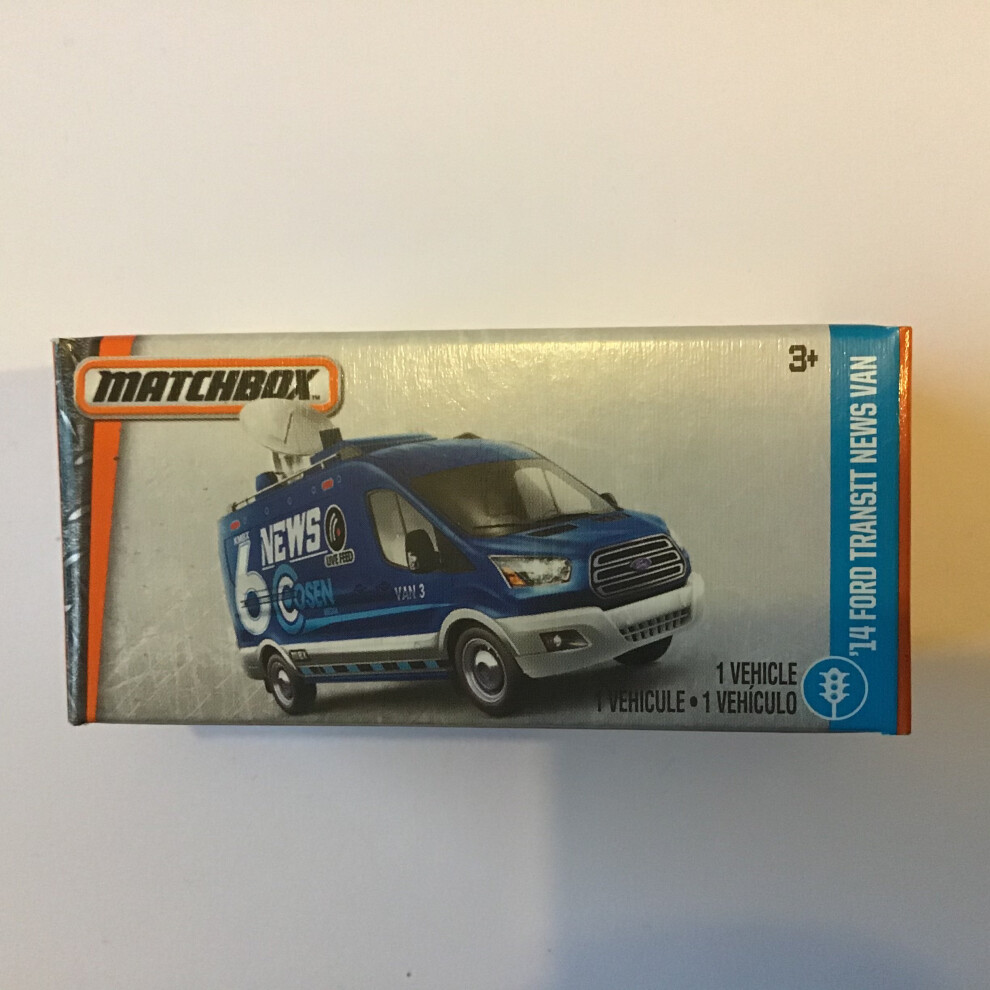 MATCHBOX™
3+
'14 FORD TRANSIT NEWS VAN
6 NEWS
LIVE FEED
COSEN
VAN 3
1 VEHICLE
1 VÉHICULE • 1 VEHÍCULO